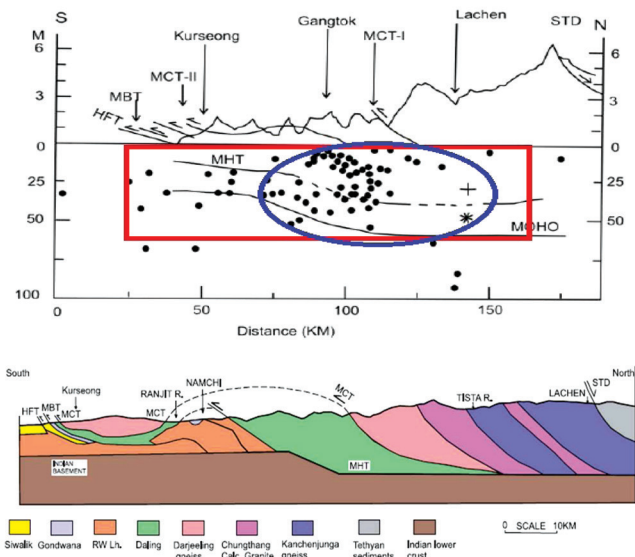 S
N
M
Lachen
STD
Gangtok
Kurseong
MCT-I
MCT-II
MBT
HFT
6
3
0
6
3
0
MHT
25
50
100
25
50
MOHO
0
50
100
150
Distance (KM)
South
North
Kurseong
NAMCHI
RANJIT R.
MCT
HFT
MBT
MCT
MCT
TISTA R.
LACHEN
STD
INDIAN
BASEMENT
MHT
Siwalik
Gondwana
RW Lh.
Daling
Darjeeling
gneiss
Chungthang
Calc. Granite
Kanchenjunga
gneiss
Tethyan
sediments
Indian lower
crust
0 SCALE 10KM